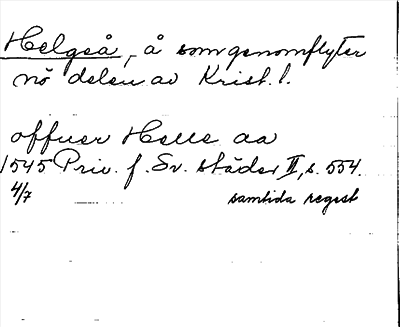 Helgeå, å som genomflyter
nö delen av Krist. l.
offuer Helle aa
1545 Priv. f. Sv. städer II, s. 554.
4/7 samtida regist